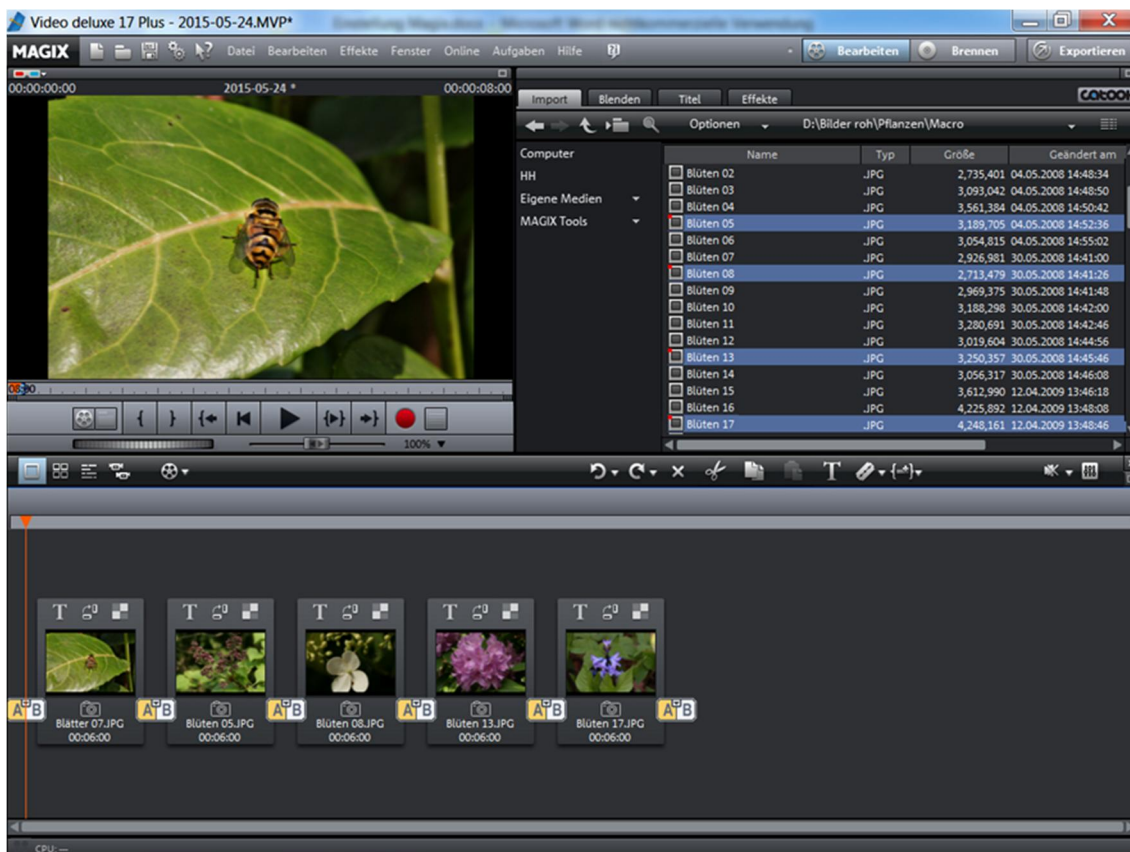 Video deluxe 17 Plus - 2015-05-24.MVP*
MAGIX Datei Bearbeiten Effekte Fenster Online Aufgaben Hilfe Bearbeiten Brennen Exportieren
00:00:00:00 2015-05-24 * 00:00:08:00
Import Blenden Titel Effekte
Optionen D:\Bilder roh\Pflanzen\Macro
Computer
HH
Eigene Medien
MAGIX Tools
Name Typ Größe Geändert am
Blüten 02 .JPG 2,735,401 04.05.2008 14:48:34
Blüten 03 .JPG 3,093,042 04.05.2008 14:48:50
Blüten 04 .JPG 3,561,384 04.05.2008 14:50:42
Blüten 05 .JPG 3,189,705 04.05.2008 14:52:36
Blüten 06 .JPG 3,054,815 04.05.2008 14:55:02
Blüten 07 .JPG 2,926,981 30.05.2008 14:41:00
Blüten 08 .JPG 2,713,479 30.05.2008 14:41:26
Blüten 09 .JPG 2,969,375 30.05.2008 14:41:48
Blüten 10 .JPG 3,188,298 30.05.2008 14:42:00
Blüten 11 .JPG 3,280,691 30.05.2008 14:42:46
Blüten 12 .JPG 3,019,604 30.05.2008 14:44:56
Blüten 13 .JPG 3,250,357 30.05.2008 14:45:46
Blüten 14 .JPG 3,056,317 30.05.2008 14:46:08
Blüten 15 .JPG 3,612,990 12.04.2009 13:46:18
Blüten 16 .JPG 4,225,892 12.04.2009 13:48:08
Blüten 17 .JPG 4,248,161 12.04.2009 13:48:46
100%
T
T T T T T
A B A B A B A B A B A B
Blätter 07.JPG Blüten 05.JPG Blüten 08.JPG Blüten 13.JPG Blüten 17.JPG
00:06:00 00:06:00 00:06:00 00:06:00 00:06:00
CPU: —